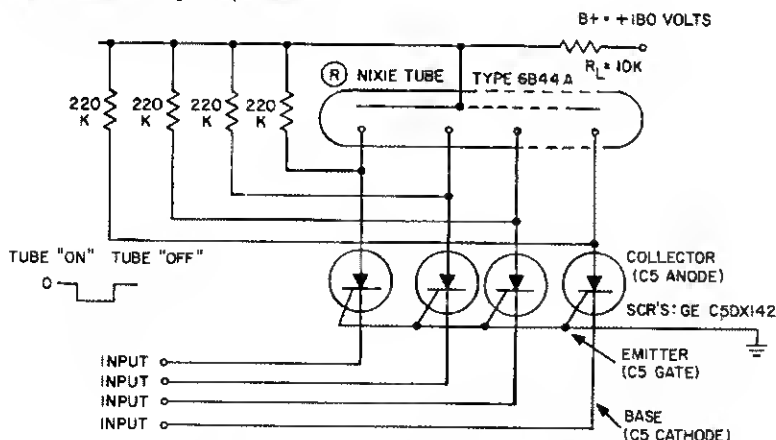 B+ = +180 VOLTS
RL = 10K
R NIXIE TUBE TYPE 6844A
220 K
220 K
220 K
220 K
TUBE "ON" TUBE "OFF"
0
COLLECTOR
(C5 ANODE)
SCR'S: GE C5DX142
EMITTER
(C5 GATE)
INPUT
INPUT
INPUT
INPUT
BASE
(C5 CATHODE)